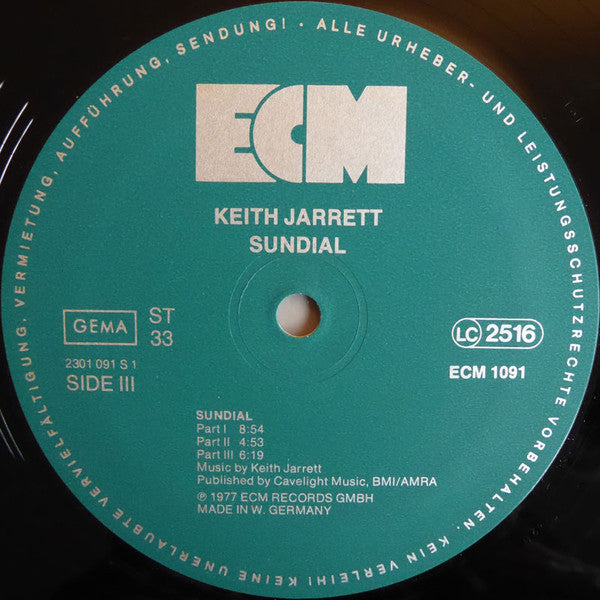 ALLE URHEBER- UND LEISTUNGSSCHUTZRECHTE VORBEHALTEN. KEIN VERLEIH! KEINE UNERLAUBTE VERVIELFÄLTIGUNG, VERMIETUNG, AUFFÜHRUNG, SENDUNG! ·
ECM
KEITH JARRETT
SUNDIAL
GEMA
ST
33
2301 091 S 1
SIDE III
LC 2516
ECM 1091
SUNDIAL
Part I 8:54
Part II 4:53
Part III 6:19
Music by Keith Jarrett
Published by Cavelight Music, BMI/AMRA
℗ 1977 ECM RECORDS GMBH
MADE IN W. GERMANY